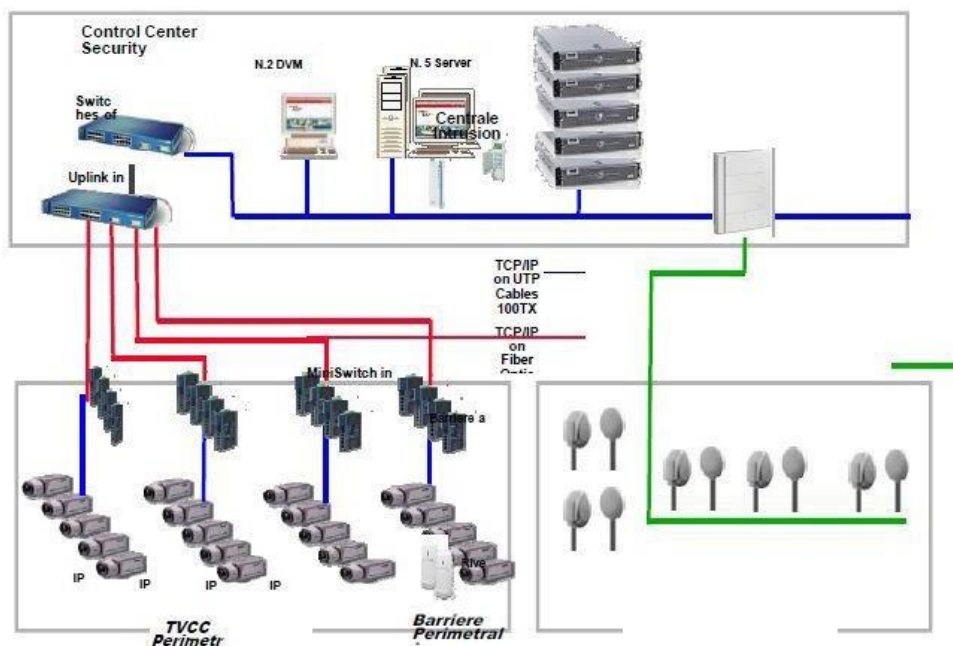 Control Center
Security
N.2 DVM
N. 5 Server
Switc
hes of
Centrale
Intrusion
Uplink in
TCP/IP
on UTP
Cables
100TX
TCP/IP
on
Fiber
MiniSwitch in
Barriere a
Rive
IP
IP
IP
IP
TVCC
Perimetr
Barriere
Perimetral